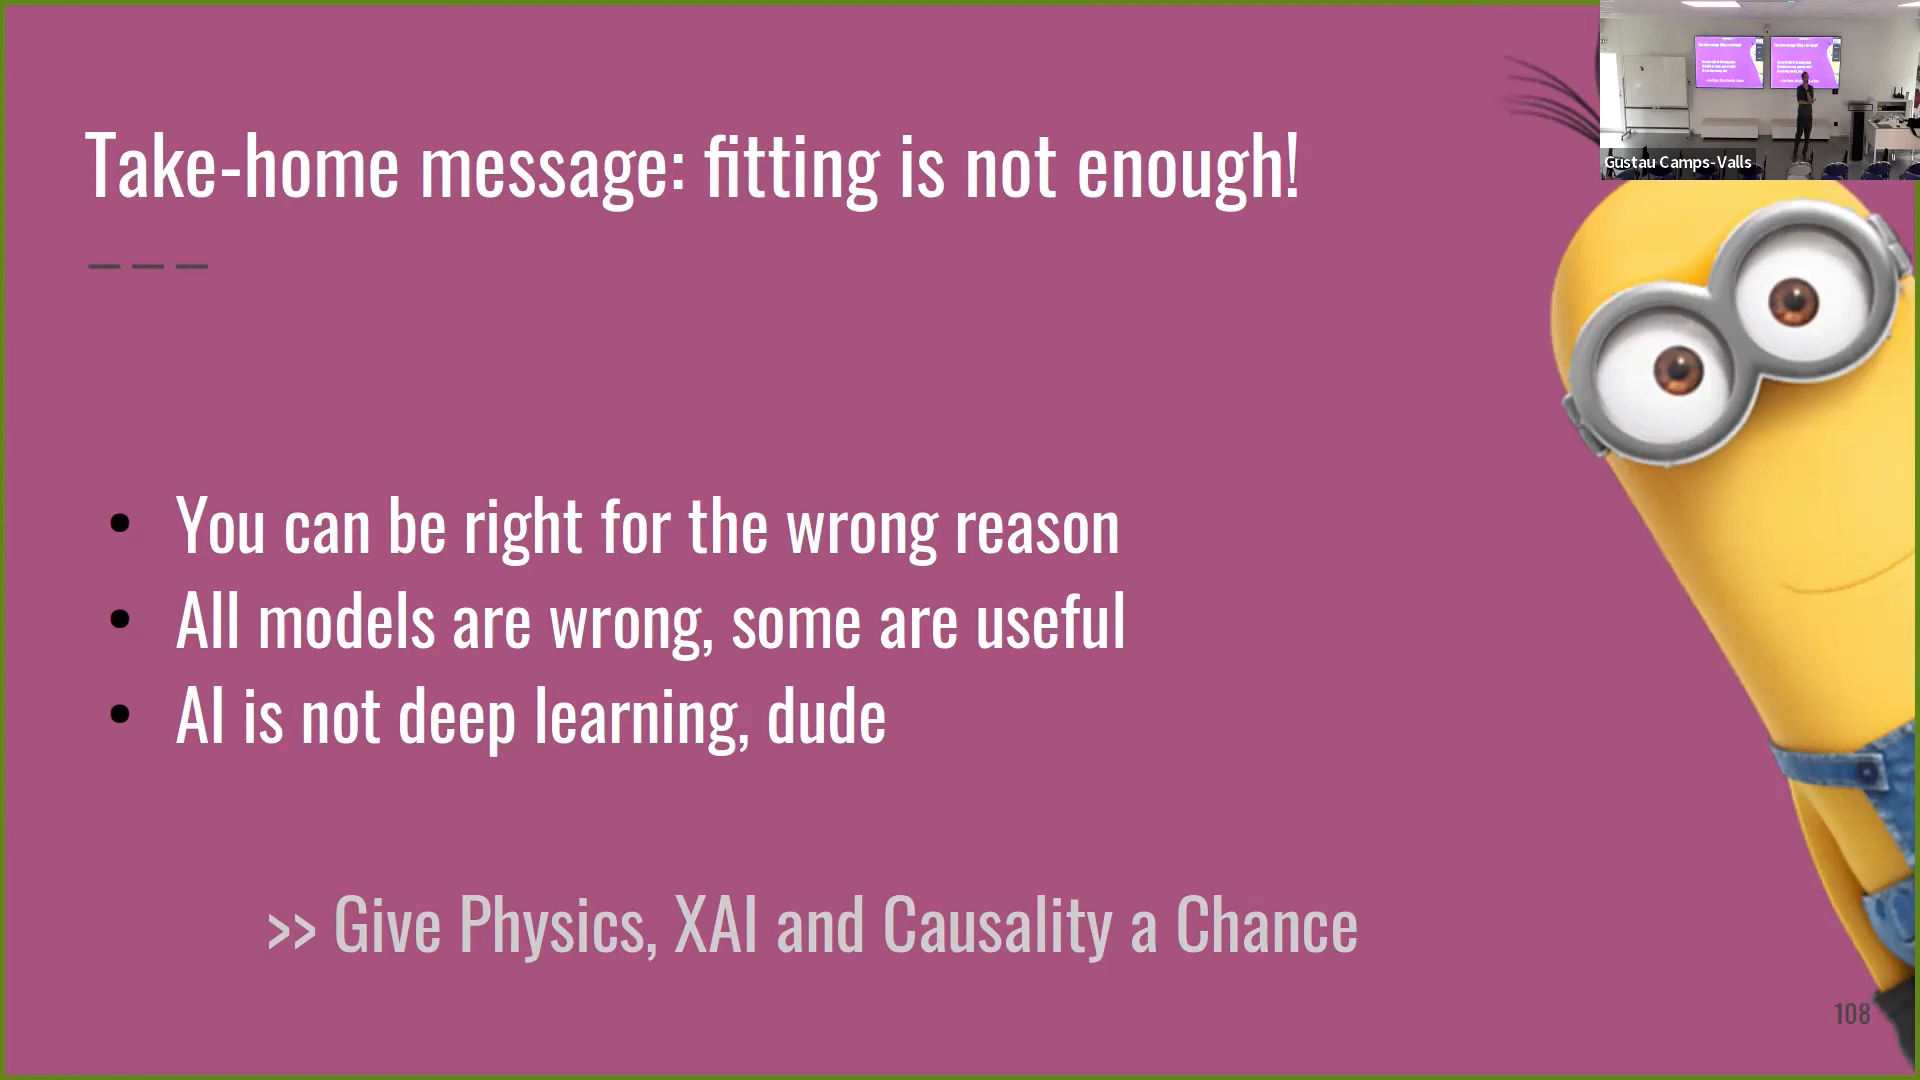 Take-home message: fitting is not enough!
• You can be right for the wrong reason
• All models are wrong, some are useful
• AI is not deep learning, dude
>> Give Physics, XAI and Causality a Chance
108
Gustau Camps-Valls